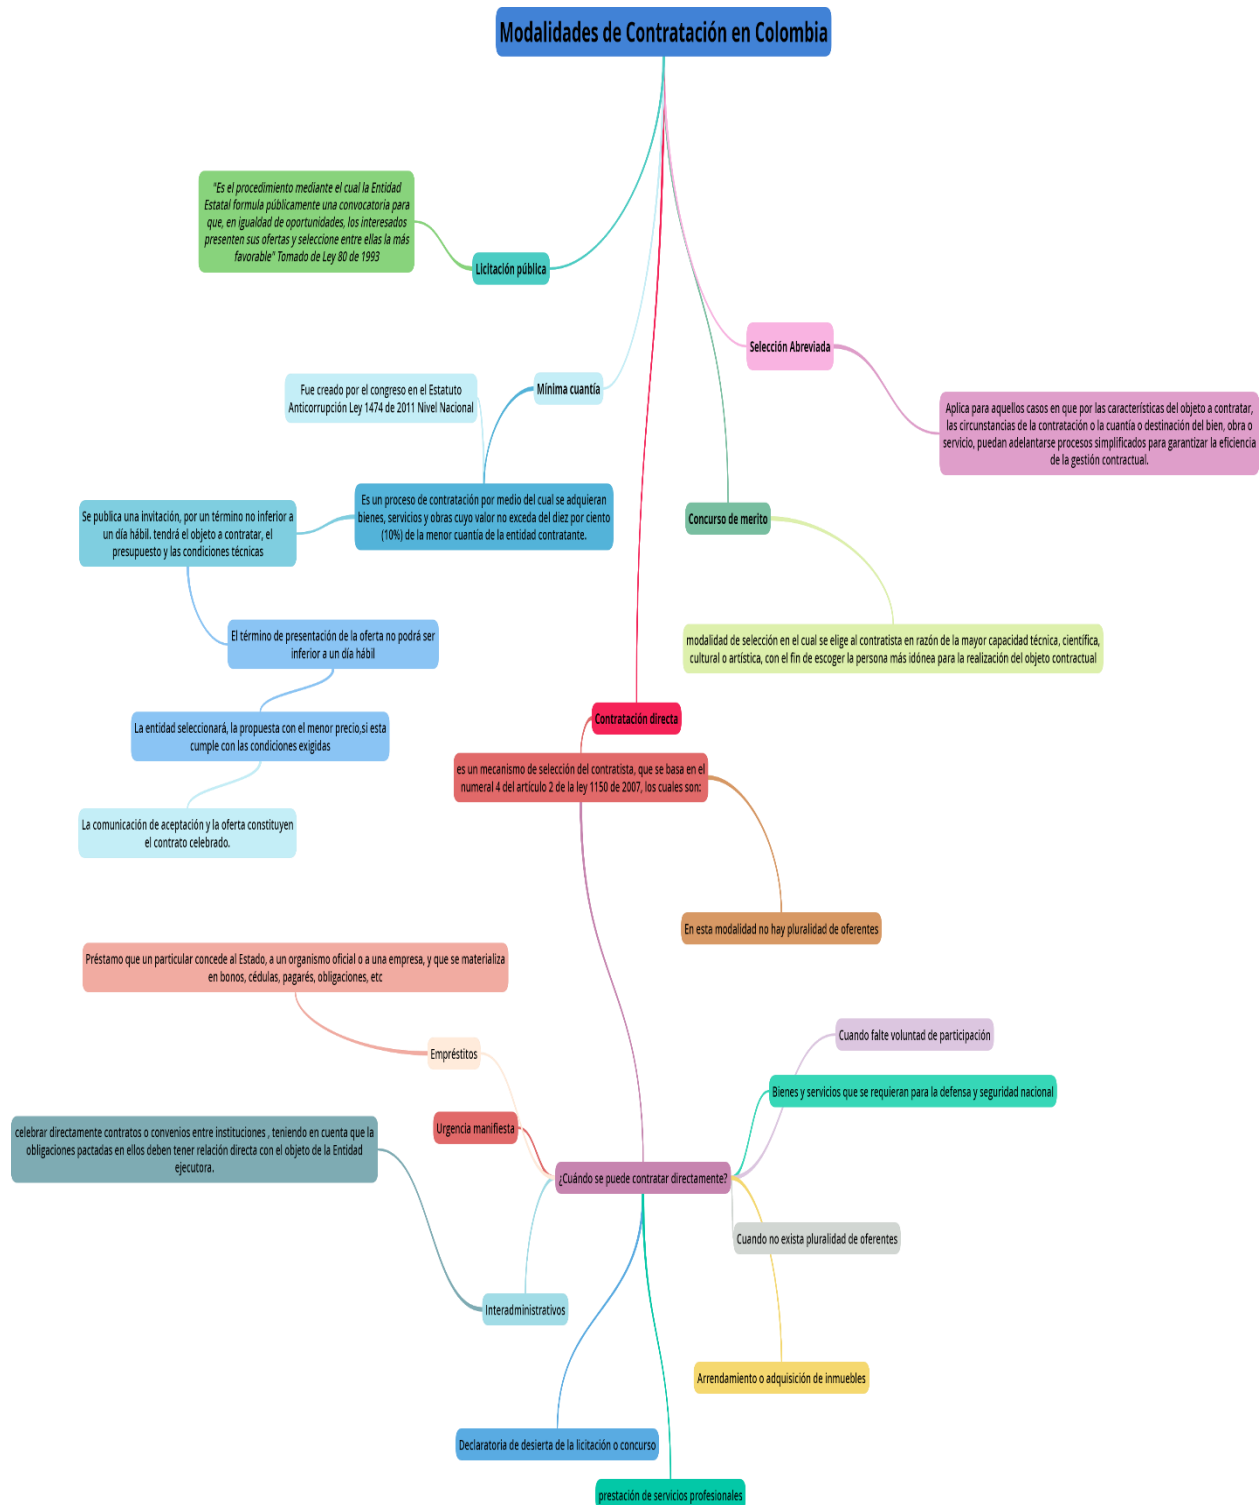 Modalidades de Contratación en Colombia
"Es el procedimiento mediante el cual la Entidad
Estatal formula públicamente una convocatoria para
que, en igualdad de oportunidades, los interesados
presenten sus ofertas y seleccione entre ellas la más
favorable" Tomado de Ley 80 de 1993
Licitación pública
Selección Abreviada
Aplica para aquellos casos en que por las características del objeto a contratar,
las circunstancias de la contratación o la cuantía o destinación del bien, obra o
servicio, puedan adelantarse procesos simplificados para garantizar la eficiencia
de la gestión contractual.
Mínima cuantía
Fue creado por el congreso en el Estatuto
Anticorrupción Ley 1474 de 2011 Nivel Nacional
Es un proceso de contratación por medio del cual se adquieran
bienes, servicios y obras cuyo valor no exceda del diez por ciento
(10%) de la menor cuantía de la entidad contratante.
Se publica una invitación, por un término no inferior a
un día hábil. tendrá el objeto a contratar, el
presupuesto y las condiciones técnicas
El término de presentación de la oferta no podrá ser
inferior a un día hábil
La entidad seleccionará, la propuesta con el menor precio,si esta
cumple con las condiciones exigidas
La comunicación de aceptación y la oferta constituyen
el contrato celebrado.
Concurso de merito
modalidad de selección en el cual se elige al contratista en razón de la mayor capacidad técnica, científica,
cultural o artística, con el fin de escoger la persona más idónea para la realización del objeto contractual
Contratación directa
es un mecanismo de selección del contratista, que se basa en el
numeral 4 del artículo 2 de la ley 1150 de 2007, los cuales son:
En esta modalidad no hay pluralidad de oferentes
Préstamo que un particular concede al Estado, a un organismo oficial o a una empresa, y que se materializa
en bonos, cédulas, pagarés, obligaciones, etc
Empréstitos
Cuando falte voluntad de participación
Bienes y servicios que se requieran para la defensa y seguridad nacional
Urgencia manifiesta
celebrar directamente contratos o convenios entre instituciones , teniendo en cuenta que la
obligaciones pactadas en ellos deben tener relación directa con el objeto de la Entidad
ejecutora.
¿Cuándo se puede contratar directamente?
Cuando no exista pluralidad de oferentes
Interadministrativos
Arrendamiento o adquisición de inmuebles
Declaratoria de desierta de la licitación o concurso
prestación de servicios profesionales